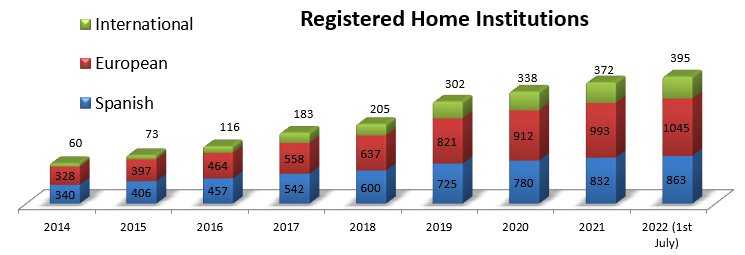 Registered Home Institutions
International
European
Spanish
60 73 116 183 205 302 338 372 395
328 397 464 558 637 821 912 993 1045
340 406 457 542 600 725 780 832 863
2014 2015 2016 2017 2018 2019 2020 2021 2022 (1st
July)